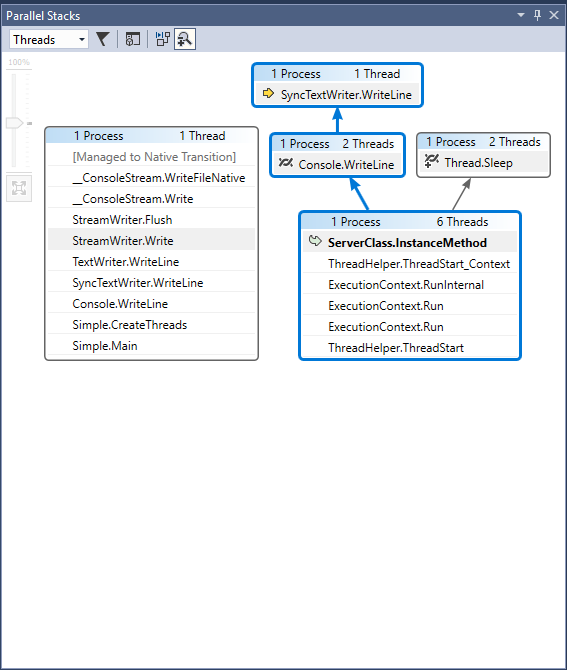 Parallel Stacks
Threads
100%
1 Process 1 Thread
SyncTextWriter.WriteLine
1 Process 1 Thread
[Managed to Native Transition]
__ConsoleStream.WriteFileNative
__ConsoleStream.Write
StreamWriter.Flush
StreamWriter.Write
TextWriter.WriteLine
SyncTextWriter.WriteLine
Console.WriteLine
Simple.CreateThreads
Simple.Main
1 Process 2 Threads
Console.WriteLine
1 Process 2 Threads
Thread.Sleep
1 Process 6 Threads
ServerClass.InstanceMethod
ThreadHelper.ThreadStart_Context
ExecutionContext.RunInternal
ExecutionContext.Run
ExecutionContext.Run
ThreadHelper.ThreadStart